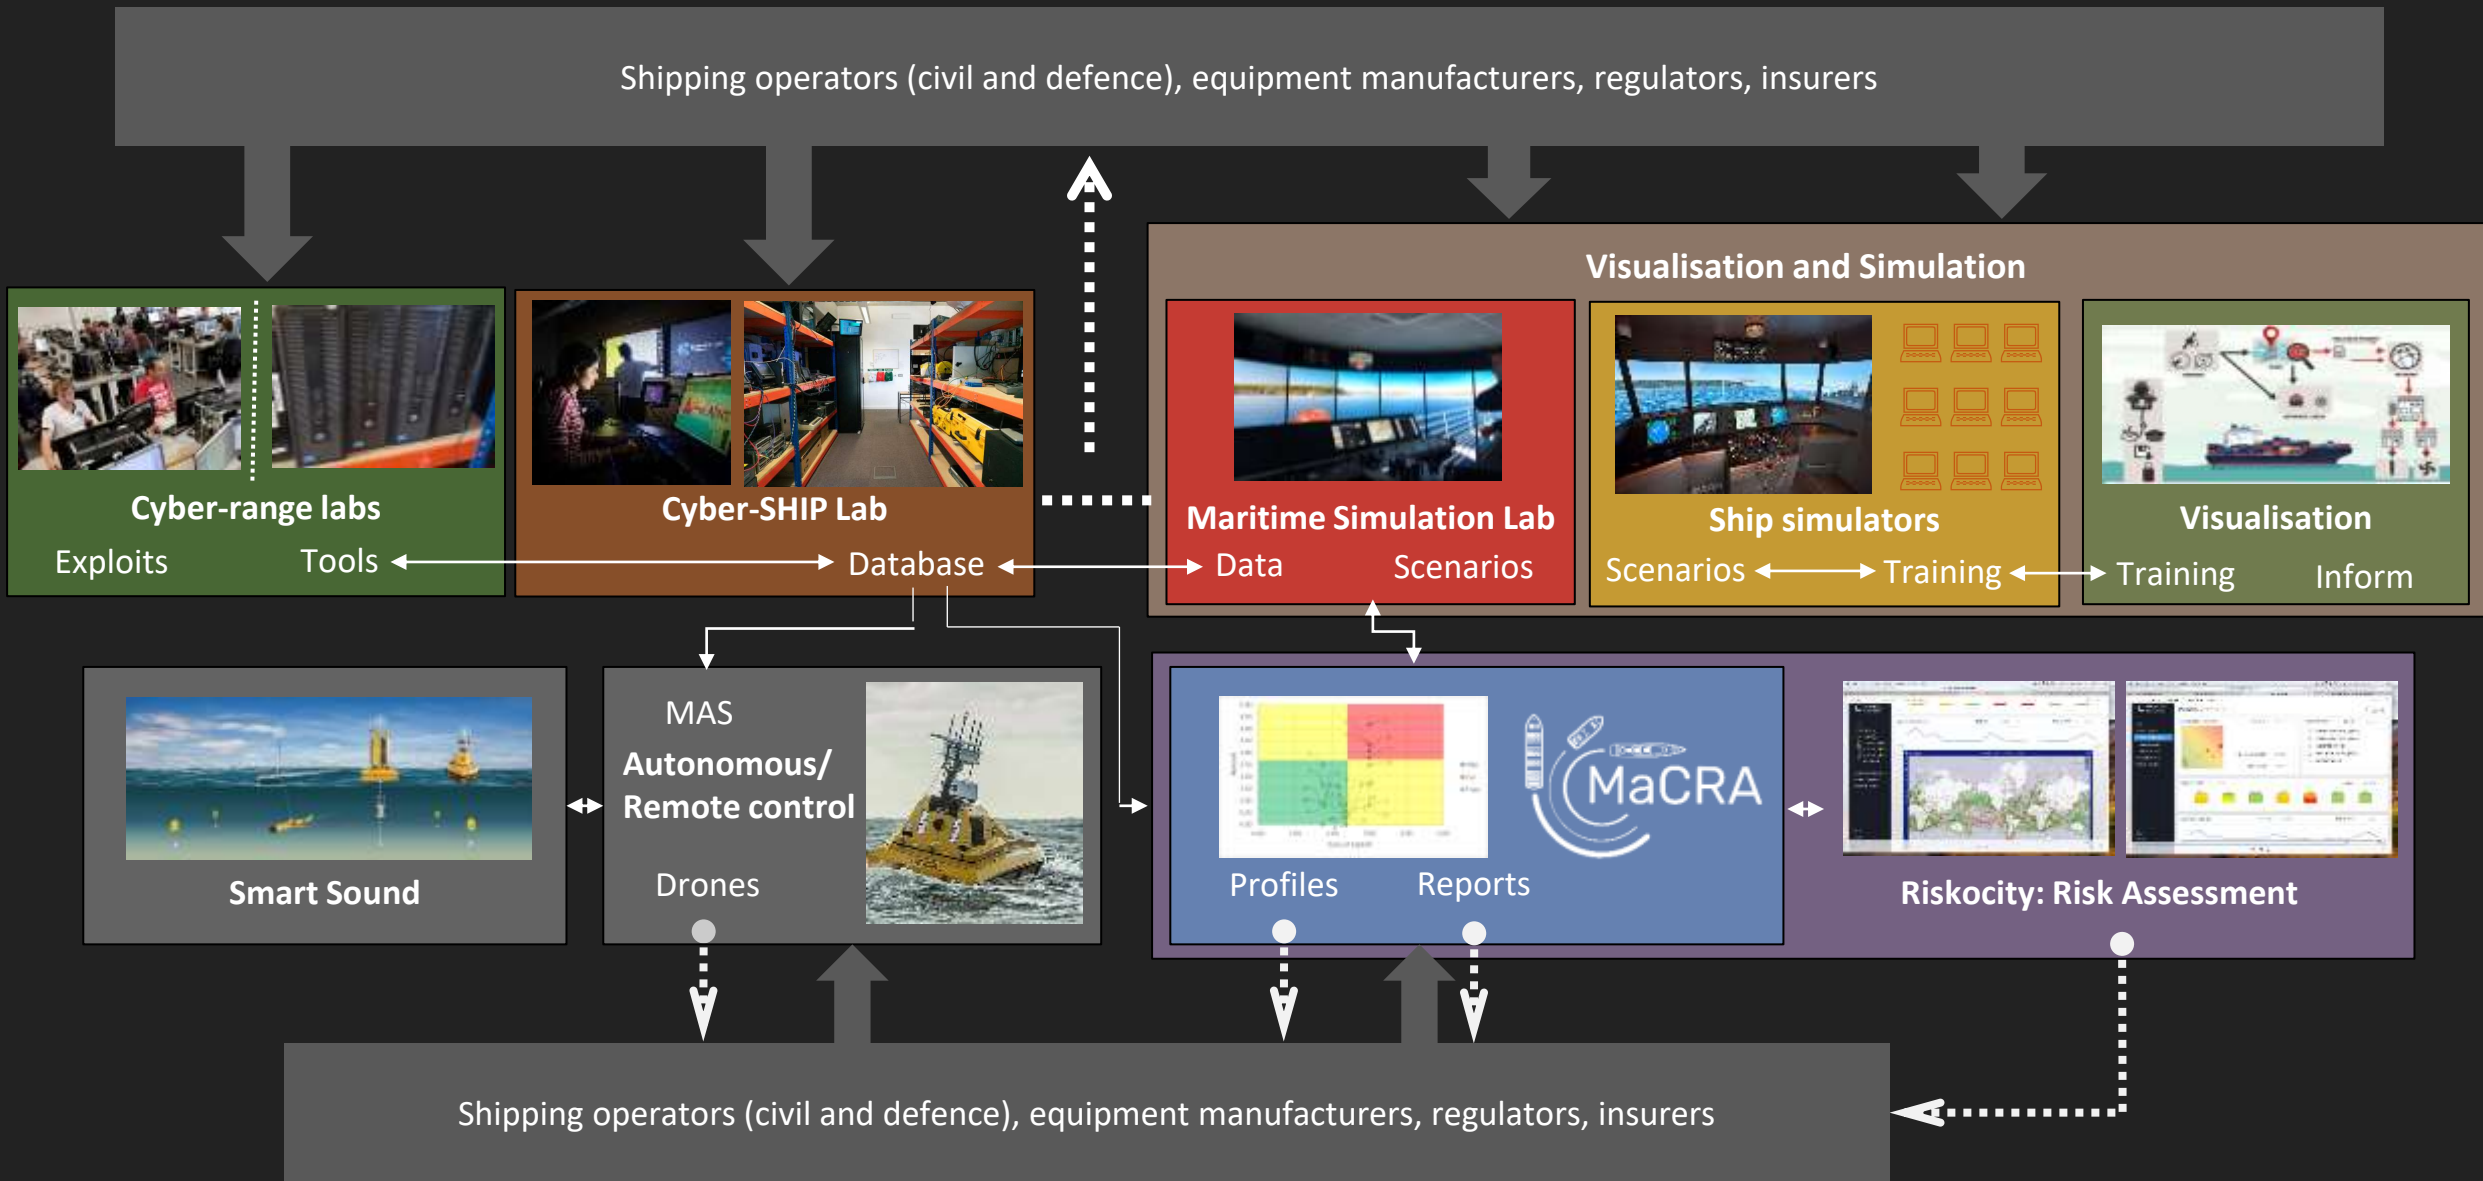 Shipping operators (civil and defence), equipment manufacturers, regulators, insurers
Visualisation and Simulation
Cyber-range labs
Exploits
Tools
Cyber-SHIP Lab
Database
Maritime Simulation Lab
Data
Scenarios
Ship simulators
Scenarios
Training
Visualisation
Training
Inform
Smart Sound
MAS
Autonomous/
Remote control
Drones
MaCRA
Profiles
Reports
Riskocity: Risk Assessment
Shipping operators (civil and defence), equipment manufacturers, regulators, insurers